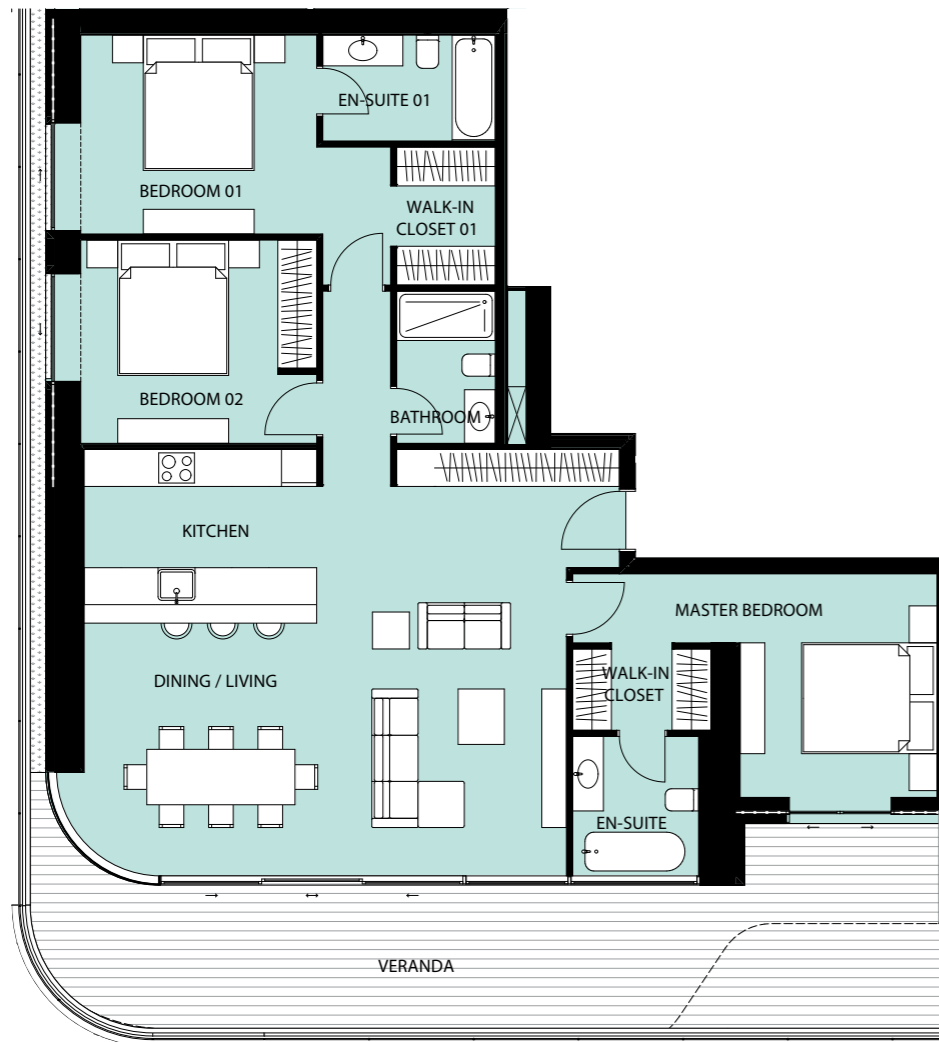 EN-SUITE 01
BEDROOM 01
WALK-IN
CLOSET 01
BEDROOM 02
BATHROOM
KITCHEN
MASTER BEDROOM
WALK-IN
CLOSET
DINING / LIVING
EN-SUITE
VERANDA